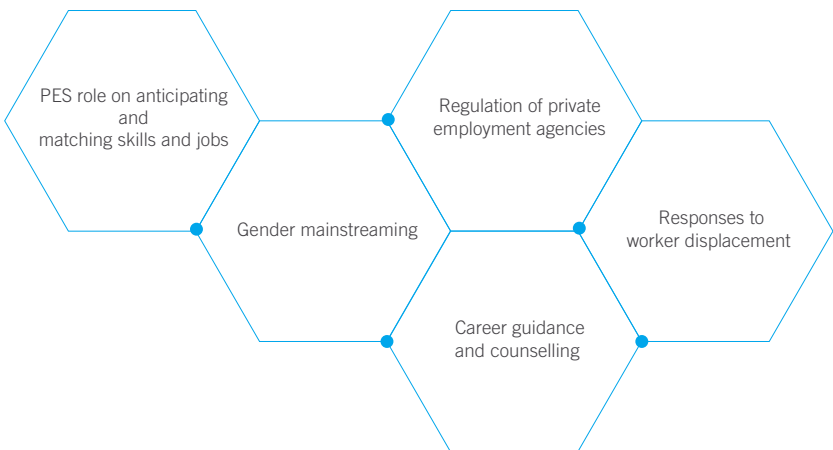 PES role on anticipating
and
matching skills and jobs
Regulation of private
employment agencies
Gender mainstreaming
Responses to
worker displacement
Career guidance
and counselling